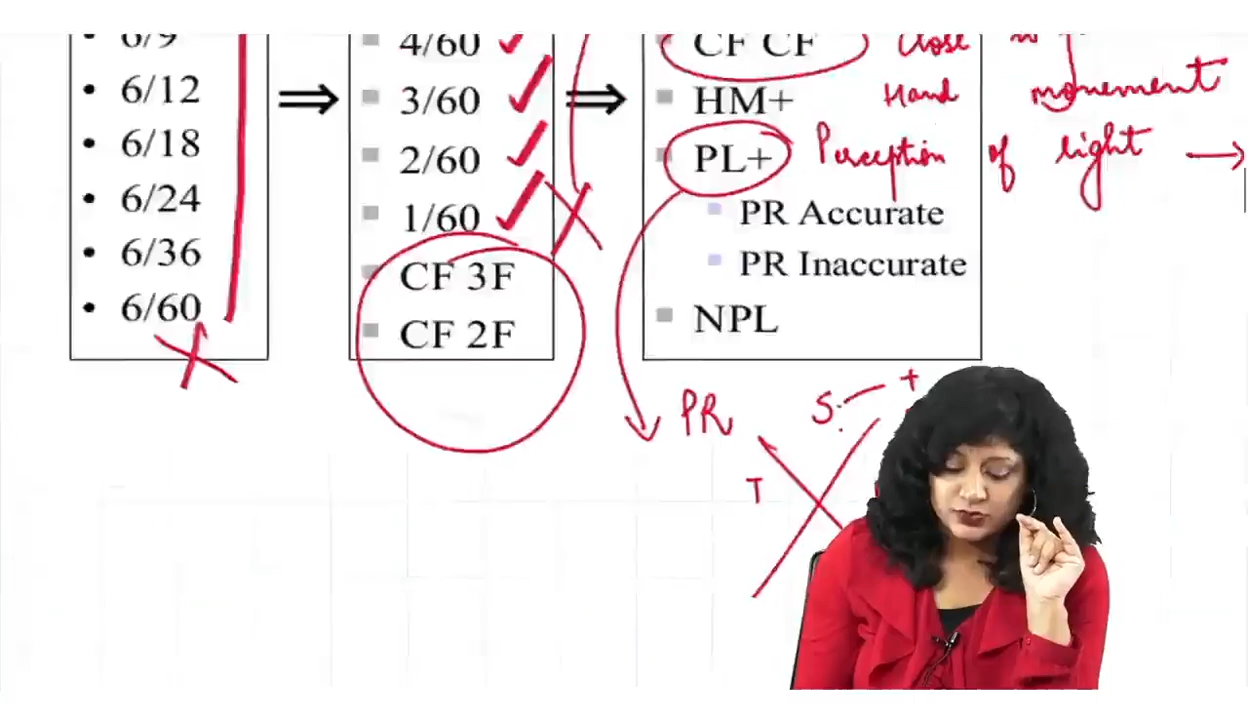 6/9
6/12
6/18
6/24
6/36
6/60
4/60
3/60
2/60
1/60
CF 3F
CF 2F
CF CF close
HM+ Hand movement
PL+ Perception of light
PR Accurate
PR Inaccurate
NPL
PR
S +
T